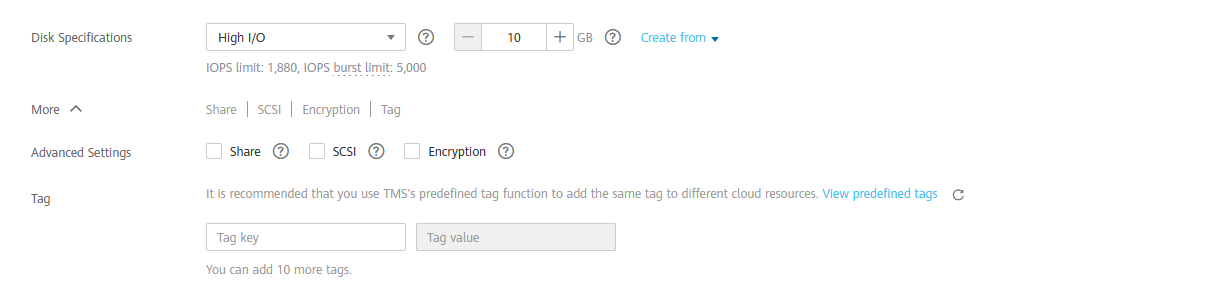 Disk Specifications High I/O ? − 10 + GB ? Create from
IOPS limit: 1,880, IOPS burst limit: 5,000
More Share | SCSI | Encryption | Tag
Advanced Settings Share ? SCSI ? Encryption ?
Tag It is recommended that you use TMS's predefined tag function to add the same tag to different cloud resources. View predefined tags
Tag key Tag value
You can add 10 more tags.